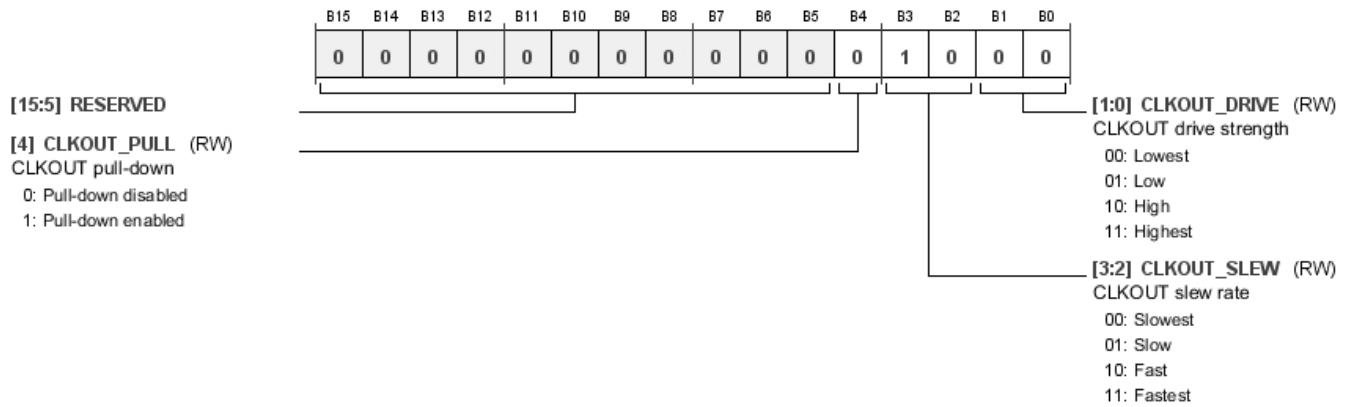 B15 B14 B13 B12 B11 B10 B9 B8 B7 B6 B5 B4 B3 B2 B1 B0
0 0 0 0 0 0 0 0 0 0 0 0 1 0 0 0
[15:5] RESERVED
[4] CLKOUT_PULL (RW)
CLKOUT pull-down
0: Pull-down disabled
1: Pull-down enabled
[1:0] CLKOUT_DRIVE (RW)
CLKOUT drive strength
00: Lowest
01: Low
10: High
11: Highest
[3:2] CLKOUT_SLEW (RW)
CLKOUT slew rate
00: Slowest
01: Slow
10: Fast
11: Fastest